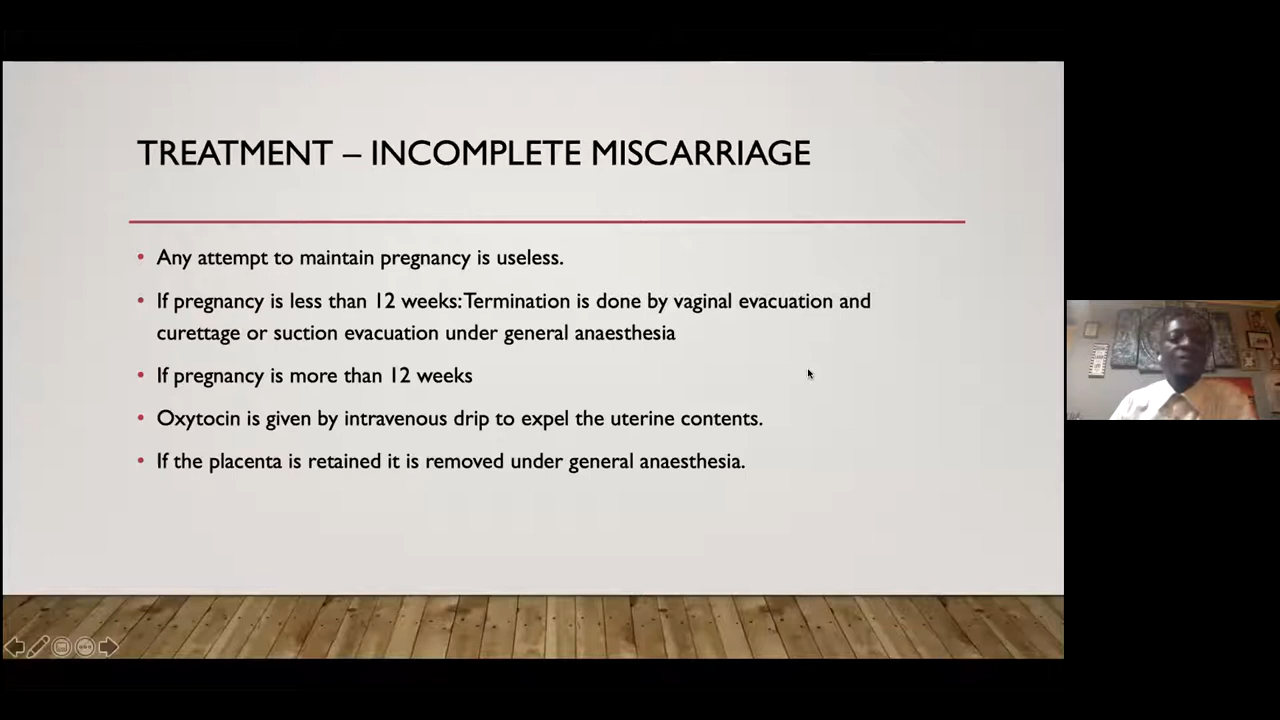 TREATMENT – INCOMPLETE MISCARRIAGE
• Any attempt to maintain pregnancy is useless.
• If pregnancy is less than 12 weeks:Termination is done by vaginal evacuation and
curettage or suction evacuation under general anaesthesia
• If pregnancy is more than 12 weeks
• Oxytocin is given by intravenous drip to expel the uterine contents.
• If the placenta is retained it is removed under general anaesthesia.